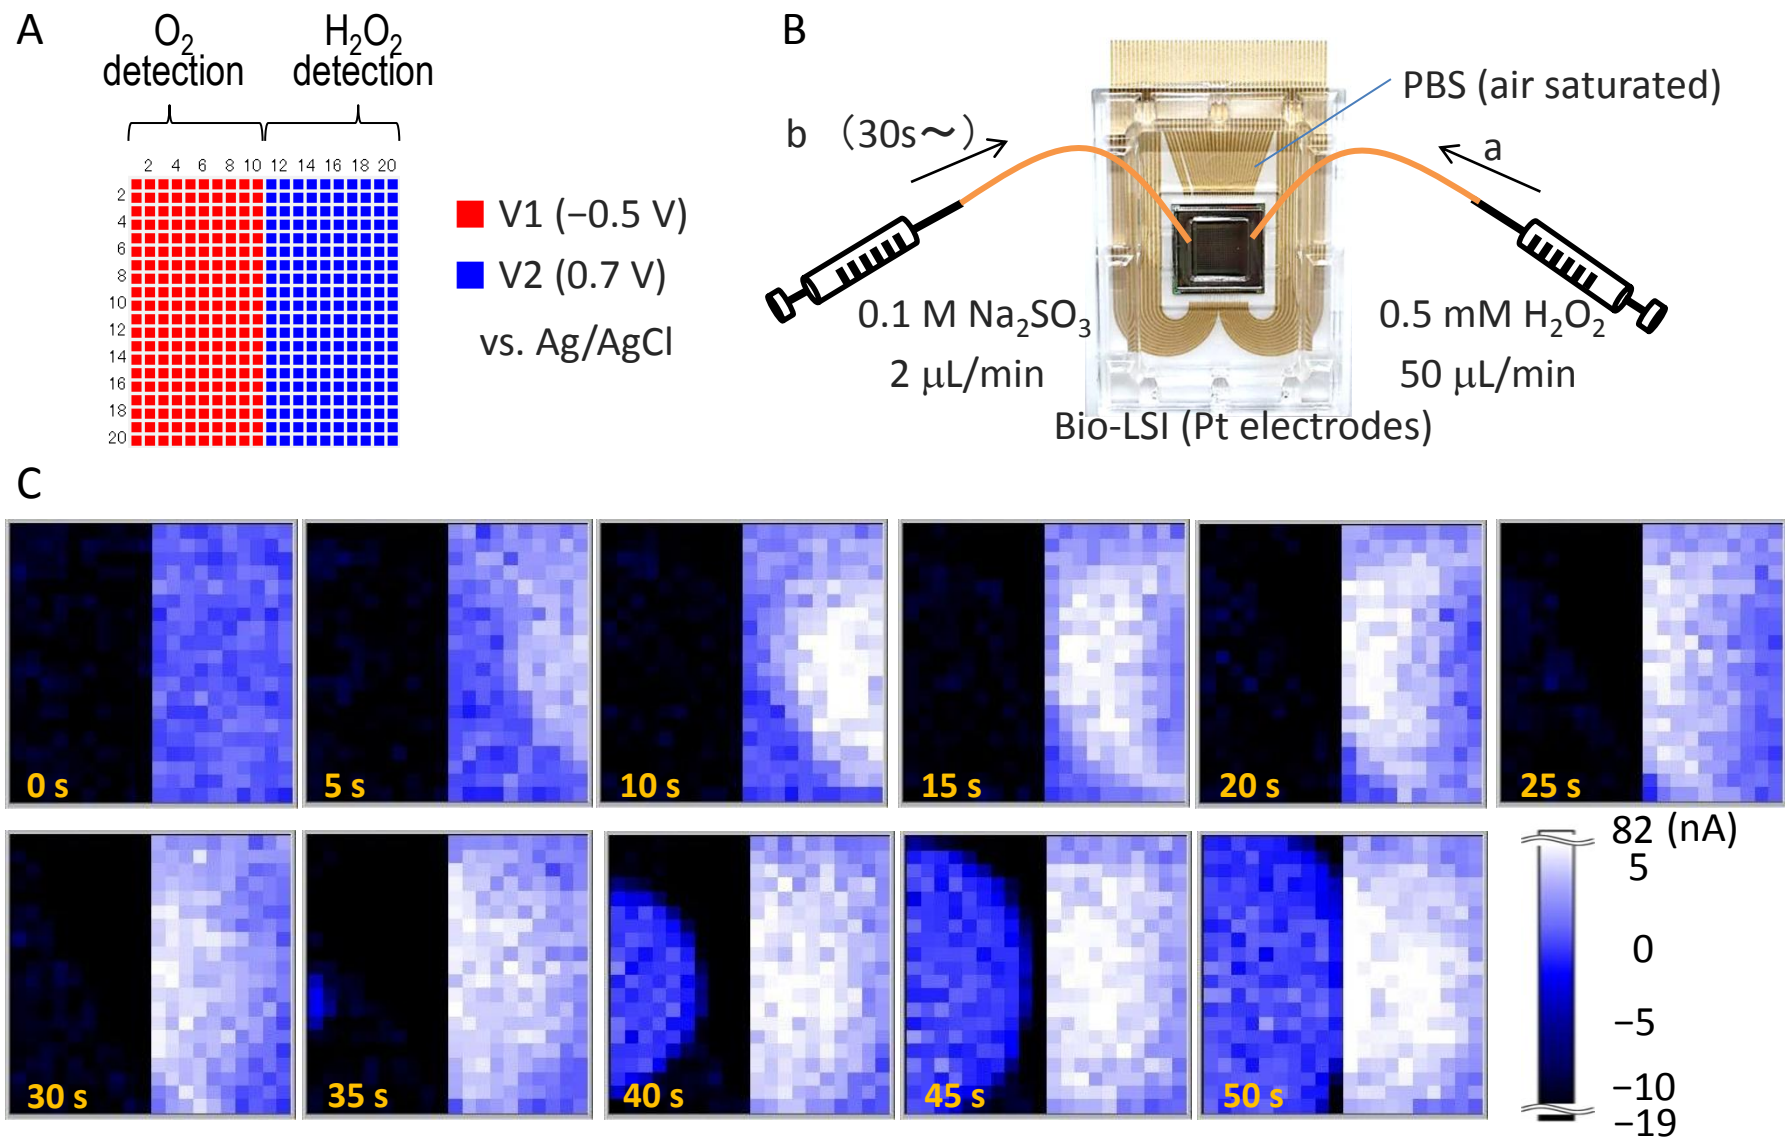 A
O₂
detection
H₂O₂
detection
2 4 6 8 10 12 14 16 18 20
2
4
6
8
10
12
14
16
18
20
V1 (−0.5 V)
V2 (0.7 V)
vs. Ag/AgCl
B
PBS (air saturated)
b （30s～）
a
0.1 M Na₂SO₃
2 μL/min
0.5 mM H₂O₂
50 μL/min
Bio-LSI (Pt electrodes)
C
0 s
5 s
10 s
15 s
20 s
25 s
30 s
35 s
40 s
45 s
50 s
82 (nA)
5
0
−5
−10
−19